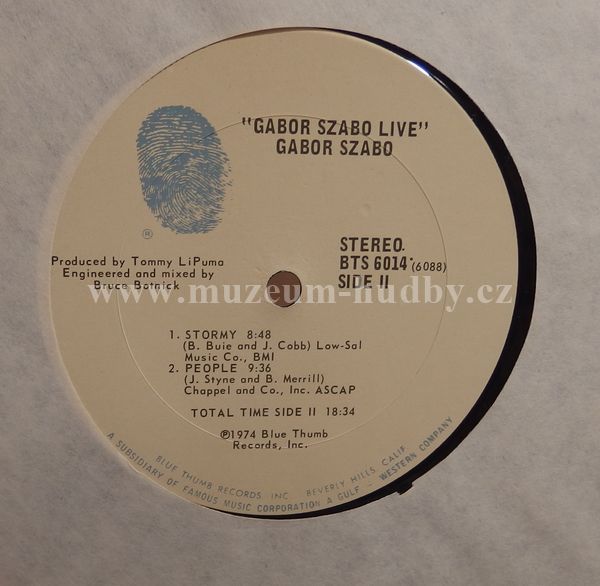 "GABOR SZABO LIVE"
GABOR SZABO
®
Produced by Tommy LiPuma
Engineered and mixed by
Bruce Botnick
STEREO.
BTS 6014 (6088)
SIDE II
www.muzeum-hudby.cz
1. STORMY 8:48
(B. Buie and J. Cobb) Low-Sal
Music Co., BMI
2. PEOPLE 9:36
(J. Styne and B. Merrill)
Chappel and Co., Inc. ASCAP
TOTAL TIME SIDE II 18:34
℗1974 Blue Thumb
Records, Inc.
BLUE THUMB RECORDS, INC. BEVERLY HILLS, CALIF.
A SUBSIDIARY OF FAMOUS MUSIC CORPORATION A GULF - WESTERN COMPANY